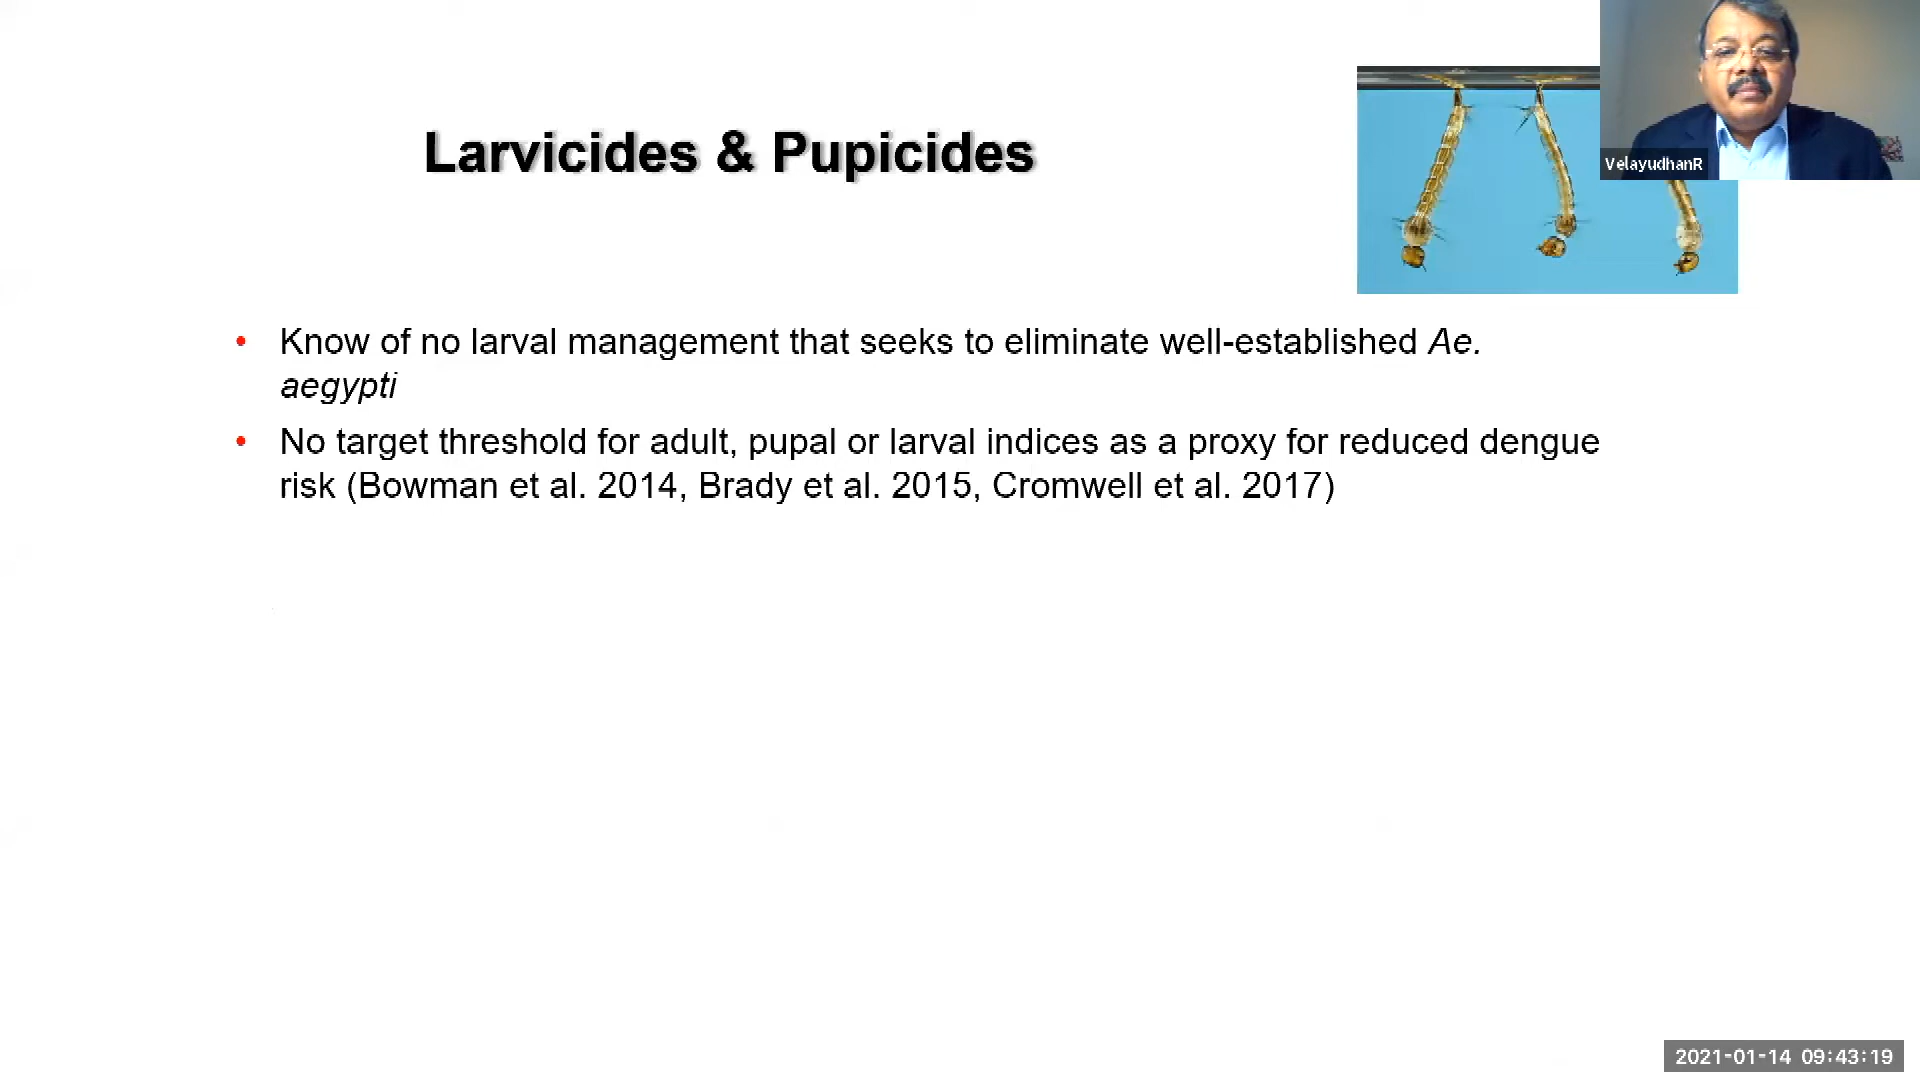 VelayudhanR
Larvicides & Pupicides
• Know of no larval management that seeks to eliminate well-established Ae.
aegypti
• No target threshold for adult, pupal or larval indices as a proxy for reduced dengue
risk (Bowman et al. 2014, Brady et al. 2015, Cromwell et al. 2017)
2021-01-14 09:43:19